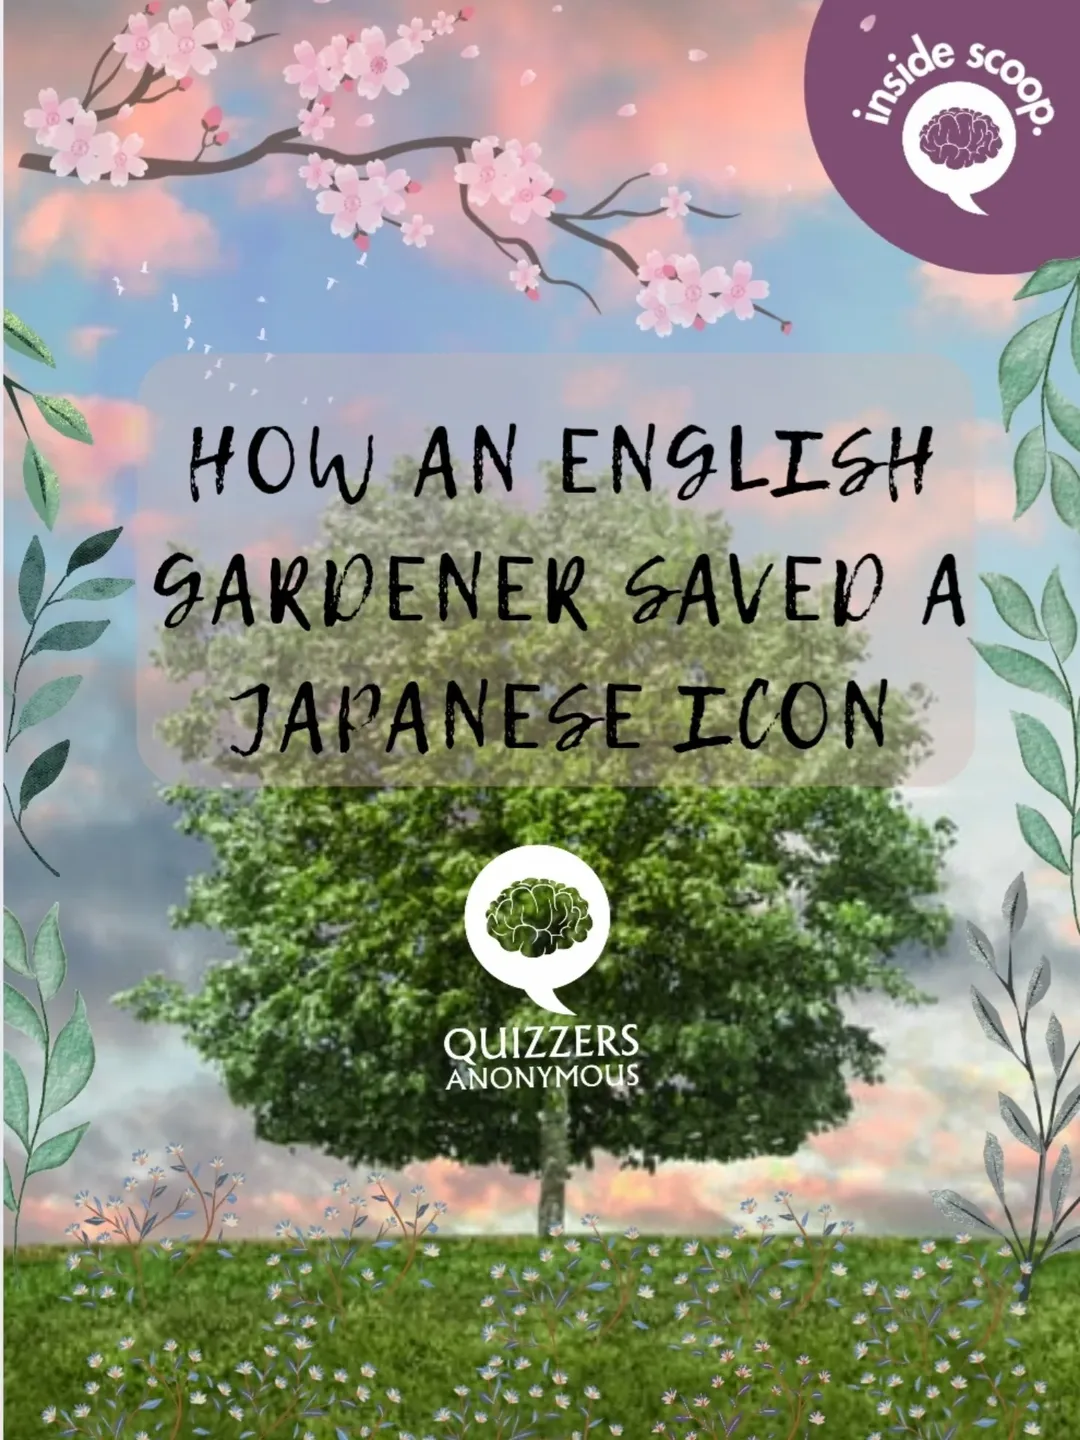 inside scoop.
HOW AN ENGLISH
GARDENER SAVED A
JAPANESE ICON
QUIZZERS
ANONYMOUS